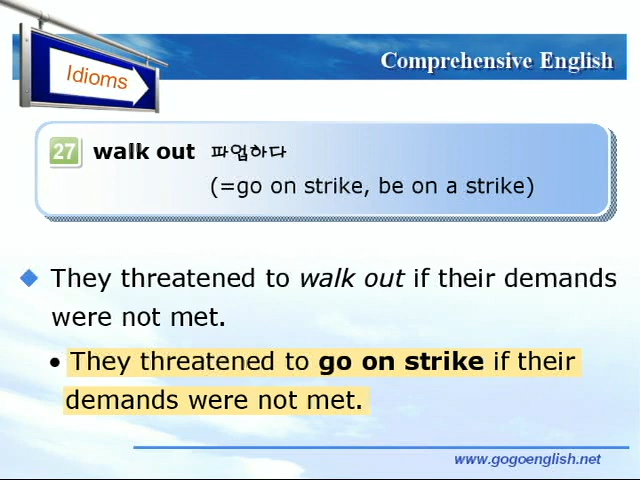 Idioms
Comprehensive English
27 walk out 파업하다
(=go on strike, be on a strike)
They threatened to walk out if their demands
were not met.
• They threatened to go on strike if their
demands were not met.
www.gogoenglish.net